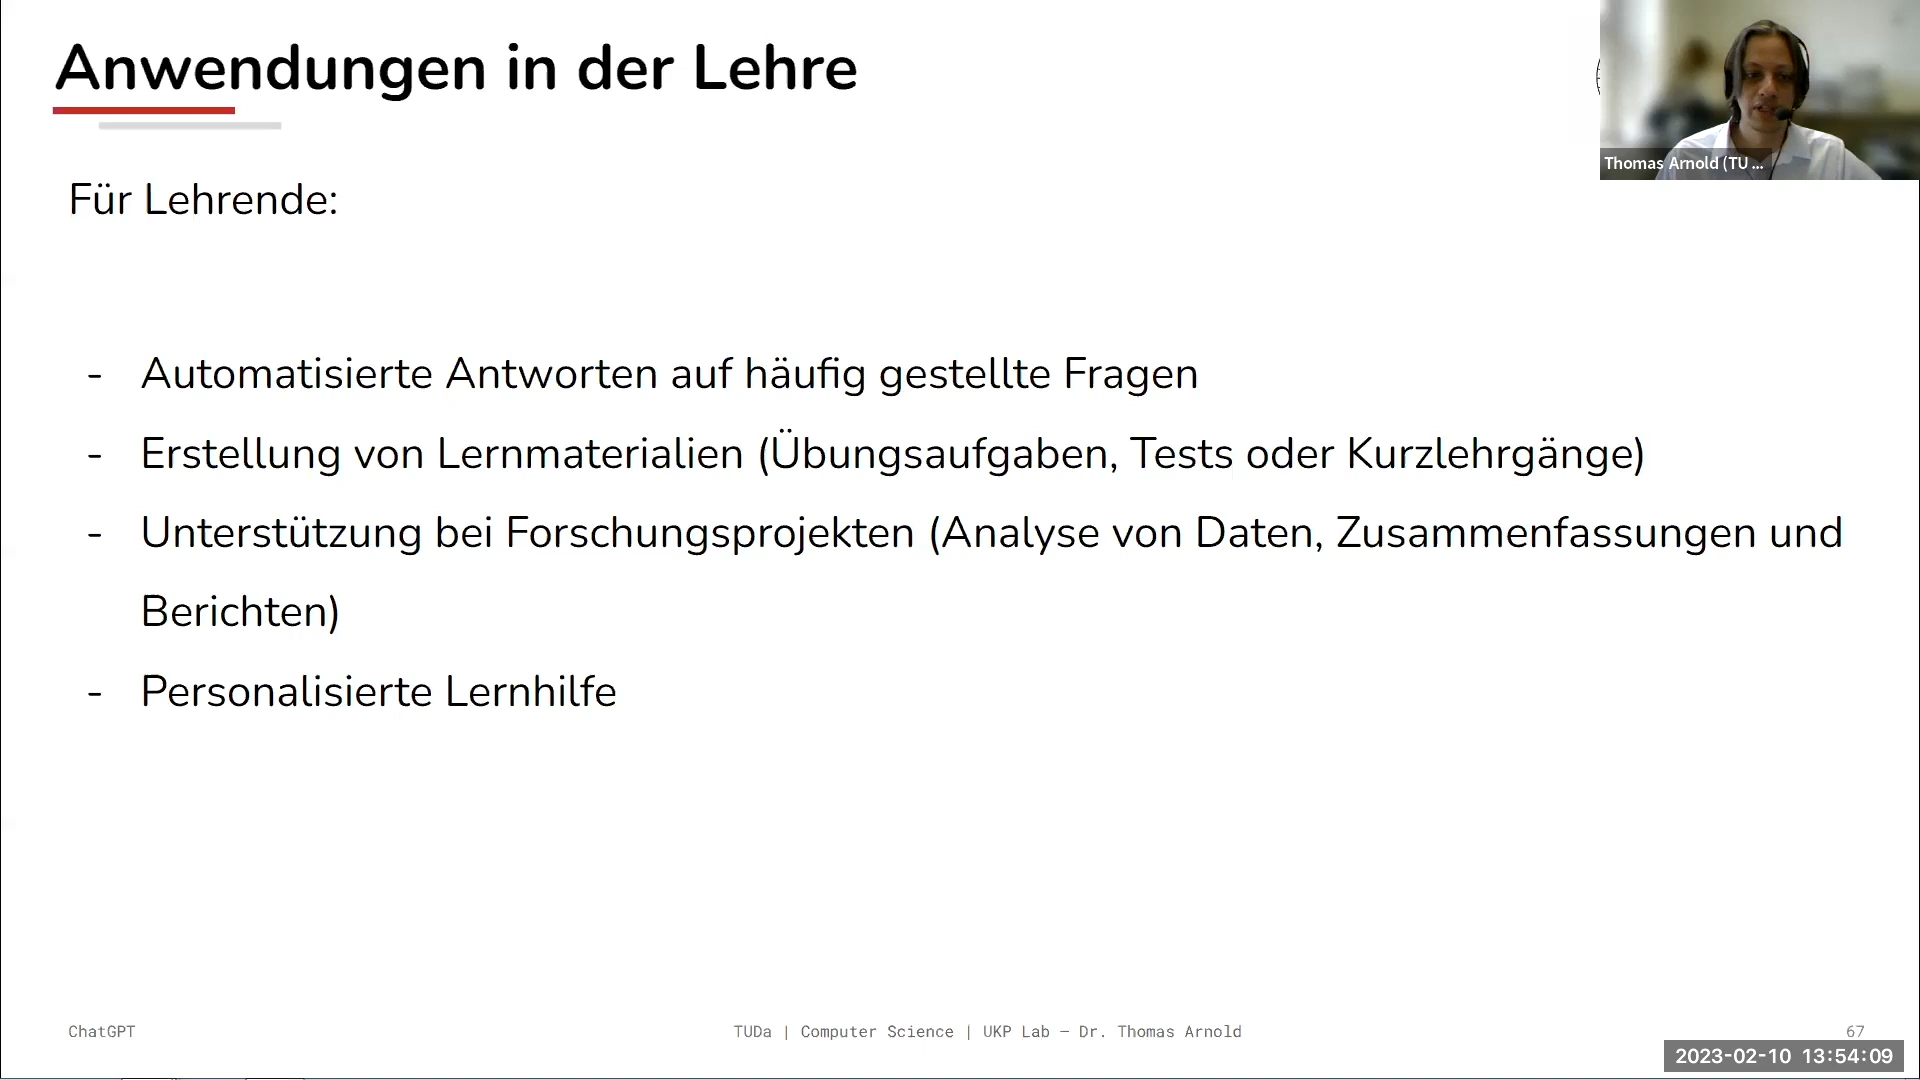 Anwendungen in der Lehre
Thomas Arnold (TU ...
Für Lehrende:
- Automatisierte Antworten auf häufig gestellte Fragen
- Erstellung von Lernmaterialien (Übungsaufgaben, Tests oder Kurzlehrgänge)
- Unterstützung bei Forschungsprojekten (Analyse von Daten, Zusammenfassungen und
Berichten)
- Personalisierte Lernhilfe
ChatGPT
TUDa | Computer Science | UKP Lab – Dr. Thomas Arnold
67
2023-02-10 13:54:09